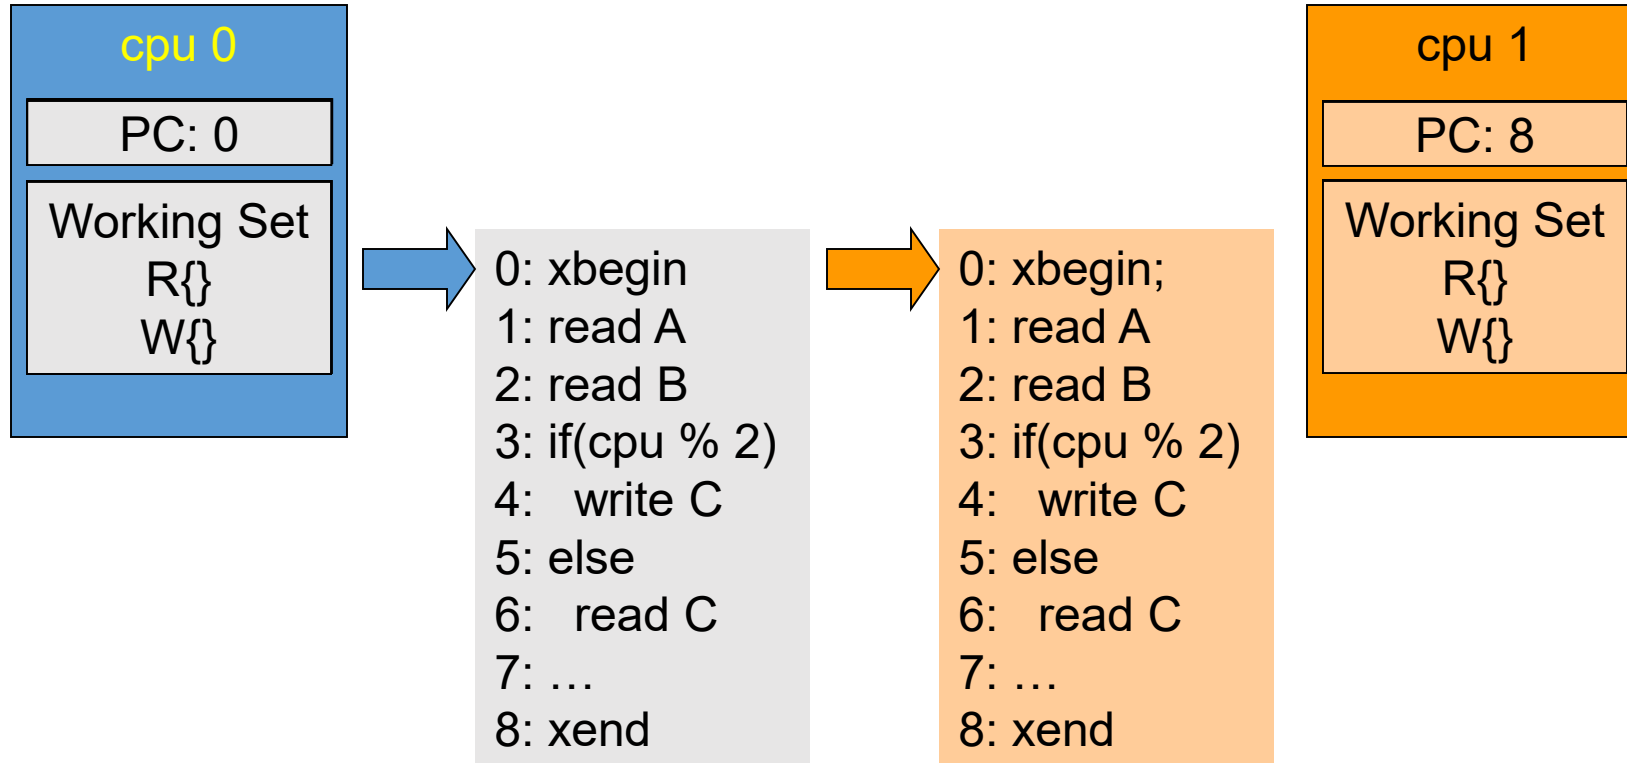 cpu 0
PC: 0
Working Set
R{}
W{}
0: xbegin
1: read A
2: read B
3: if(cpu % 2)
4:   write C
5: else
6:   read C
7: …
8: xend
0: xbegin;
1: read A
2: read B
3: if(cpu % 2)
4:   write C
5: else
6:   read C
7: …
8: xend
cpu 1
PC: 8
Working Set
R{}
W{}